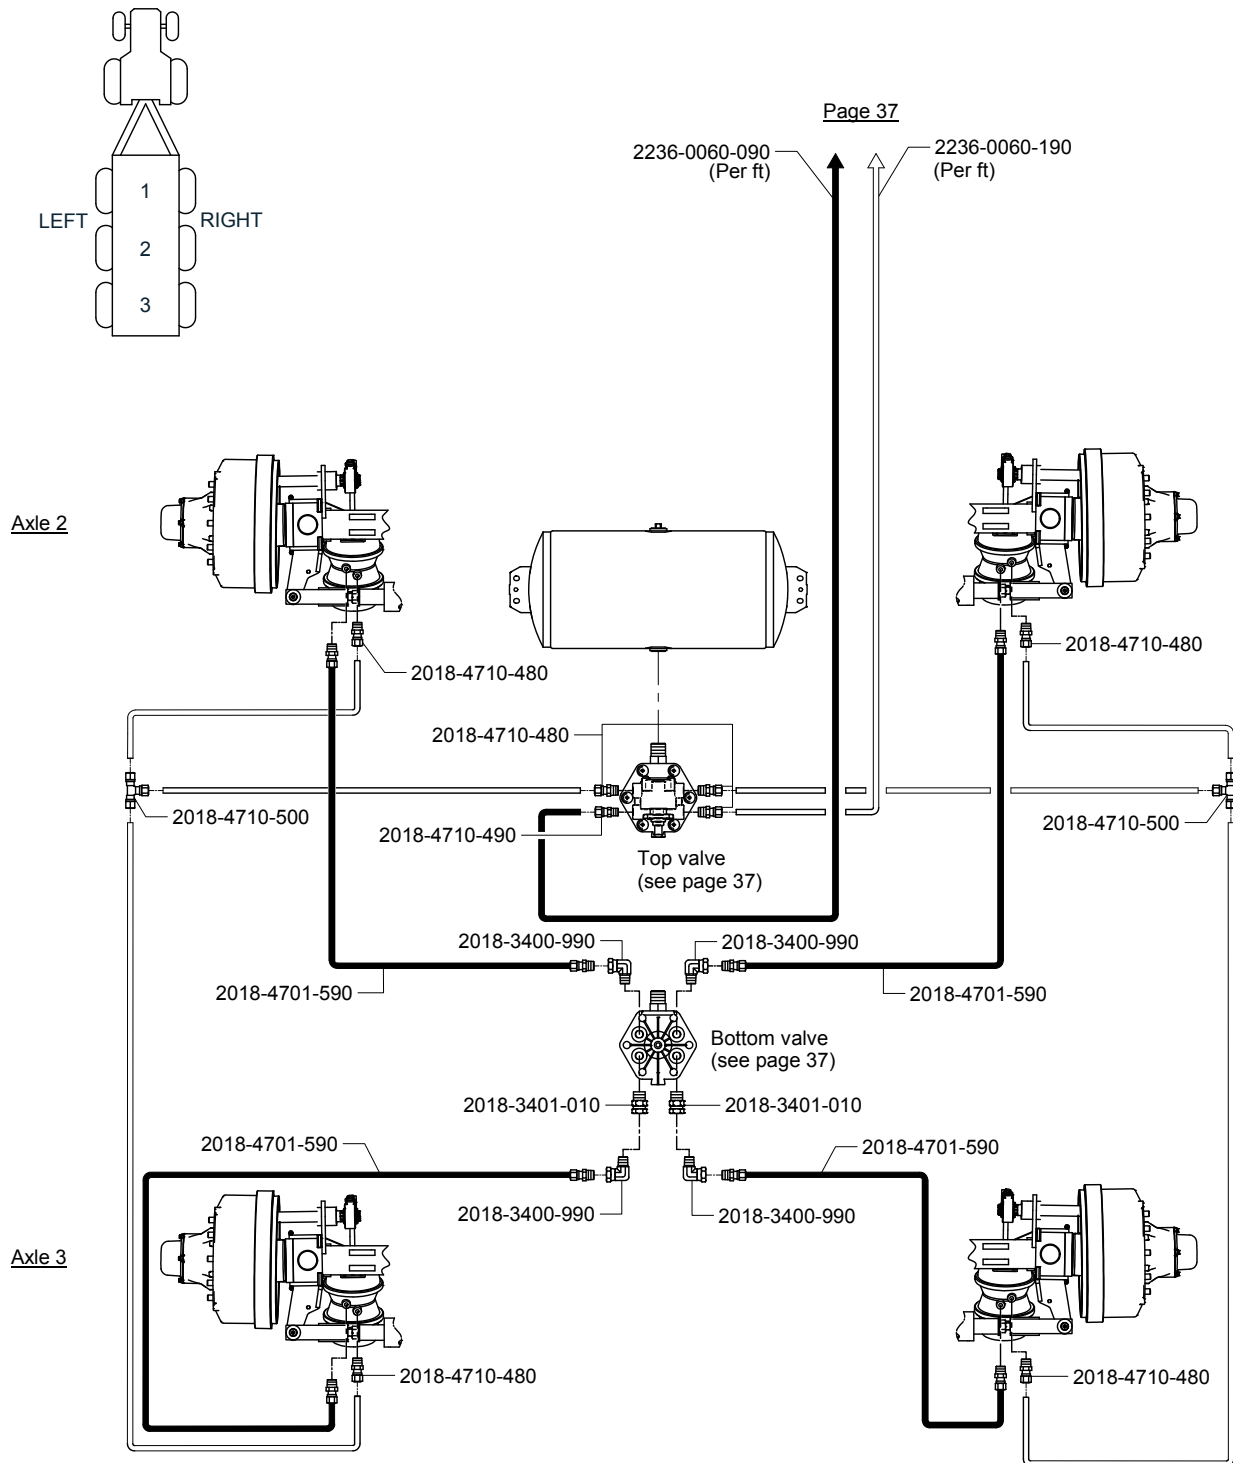 Page 37
2236-0060-090
(Per ft)
2236-0060-190
(Per ft)
1
LEFT
RIGHT
2
3
Axle 2
2018-4710-480
2018-4710-480
2018-4710-480
2018-4710-500
2018-4710-490
2018-4710-500
Top valve
(see page 37)
2018-3400-990
2018-3400-990
2018-4701-590
2018-4701-590
Bottom valve
(see page 37)
2018-3401-010
2018-3401-010
2018-4701-590
2018-4701-590
2018-3400-990
2018-3400-990
Axle 3
2018-4710-480
2018-4710-480